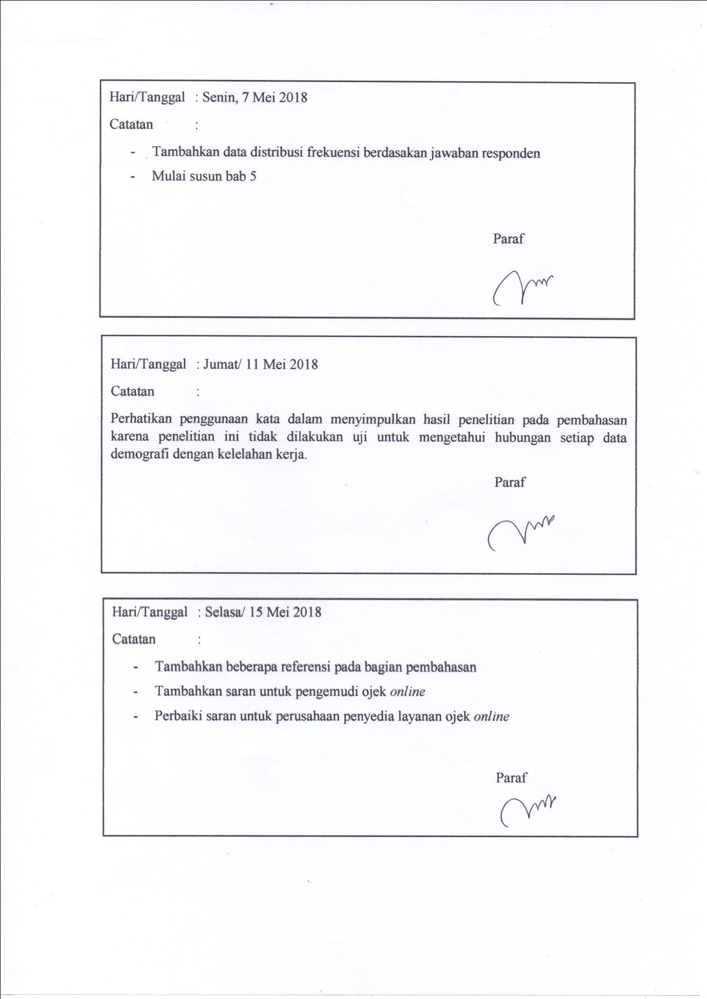 Hari/Tanggal : Senin, 7 Mei 2018
Catatan :
- Tambahkan data distribusi frekuensi berdasakan jawaban responden
- Mulai susun bab 5
Paraf
Hari/Tanggal : Jumat/ 11 Mei 2018
Catatan :
Perhatikan penggunaan kata dalam menyimpulkan hasil penelitian pada pembahasan
karena penelitian ini tidak dilakukan uji untuk mengetahui hubungan setiap data
demografi dengan kelelahan kerja.
Paraf
Hari/Tanggal : Selasa/ 15 Mei 2018
Catatan :
- Tambahkan beberapa referensi pada bagian pembahasan
- Tambahkan saran untuk pengemudi ojek online
- Perbaiki saran untuk perusahaan penyedia layanan ojek online
Paraf